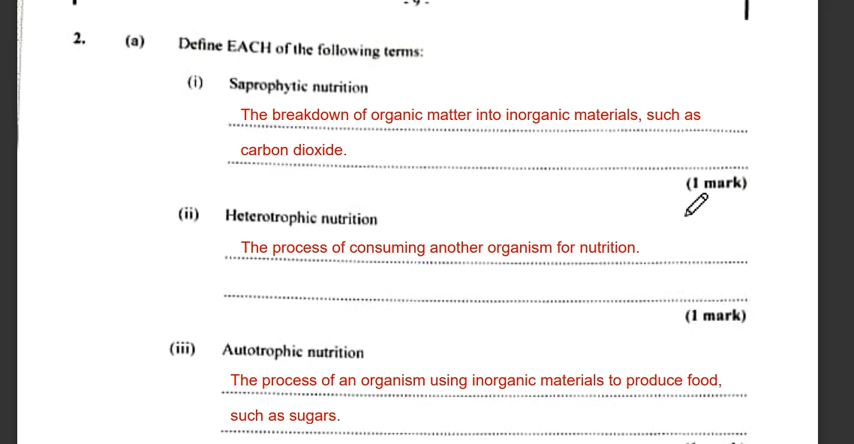 2. (a) Define EACH of the following terms:
(i) Saprophytic nutrition
The breakdown of organic matter into inorganic materials, such as
carbon dioxide.
(1 mark)
(ii) Heterotrophic nutrition
The process of consuming another organism for nutrition.
(1 mark)
(iii) Autotrophic nutrition
The process of an organism using inorganic materials to produce food,
such as sugars.